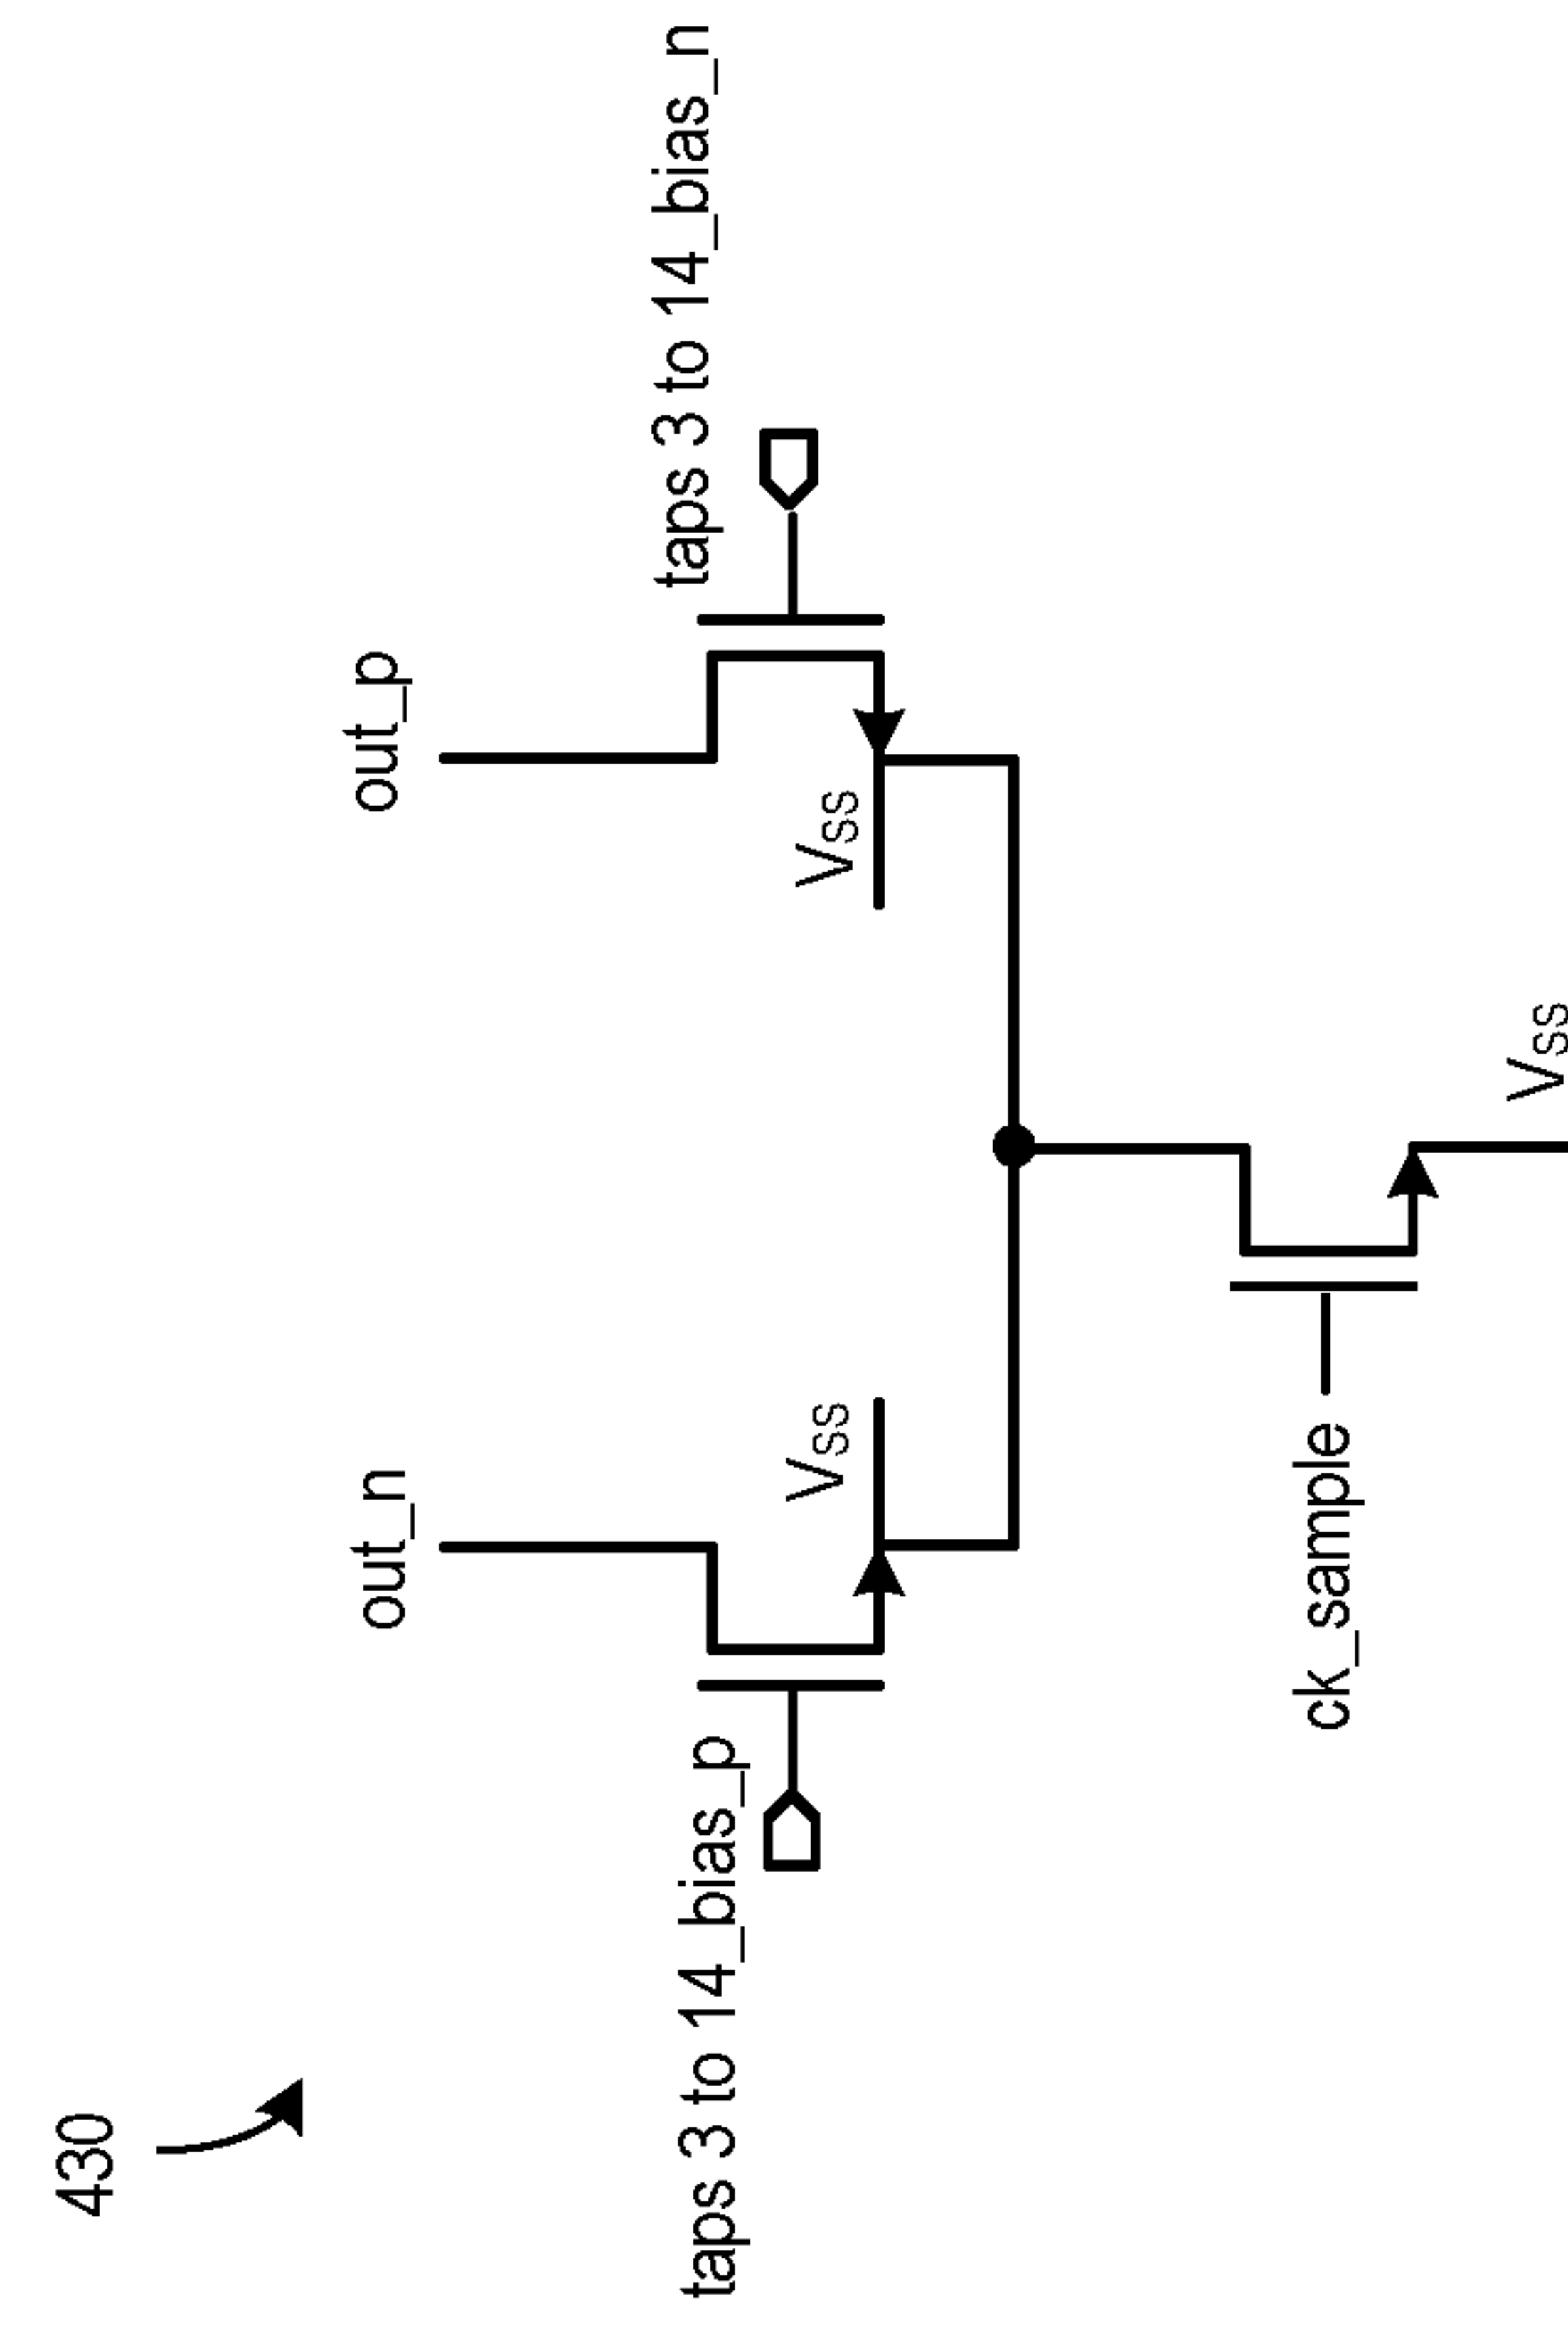 430
out_n
out_p
taps 3 to 14_bias_p
taps 3 to 14_bias_n
VSS
VSS
ck_sample
VSS